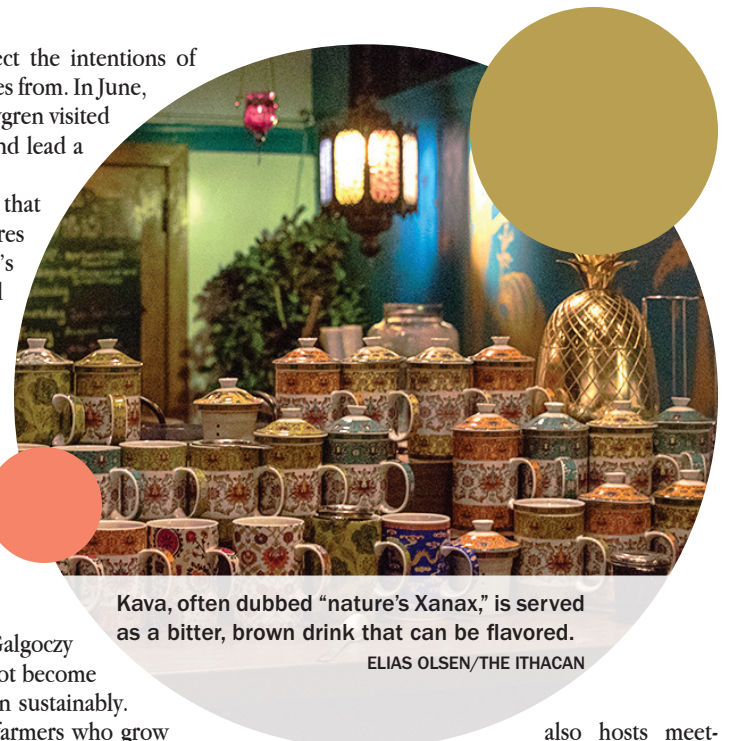 ect the intentions of
es from. In June,
gren visited
nd lead a
that
res
's
Kava, often dubbed “nature’s Xanax,” is served
as a bitter, brown drink that can be flavored.
ELIAS OLSEN/THE ITHACAN
Galgoczy
ot become
n sustainably.
farmers who grow
also hosts meet-